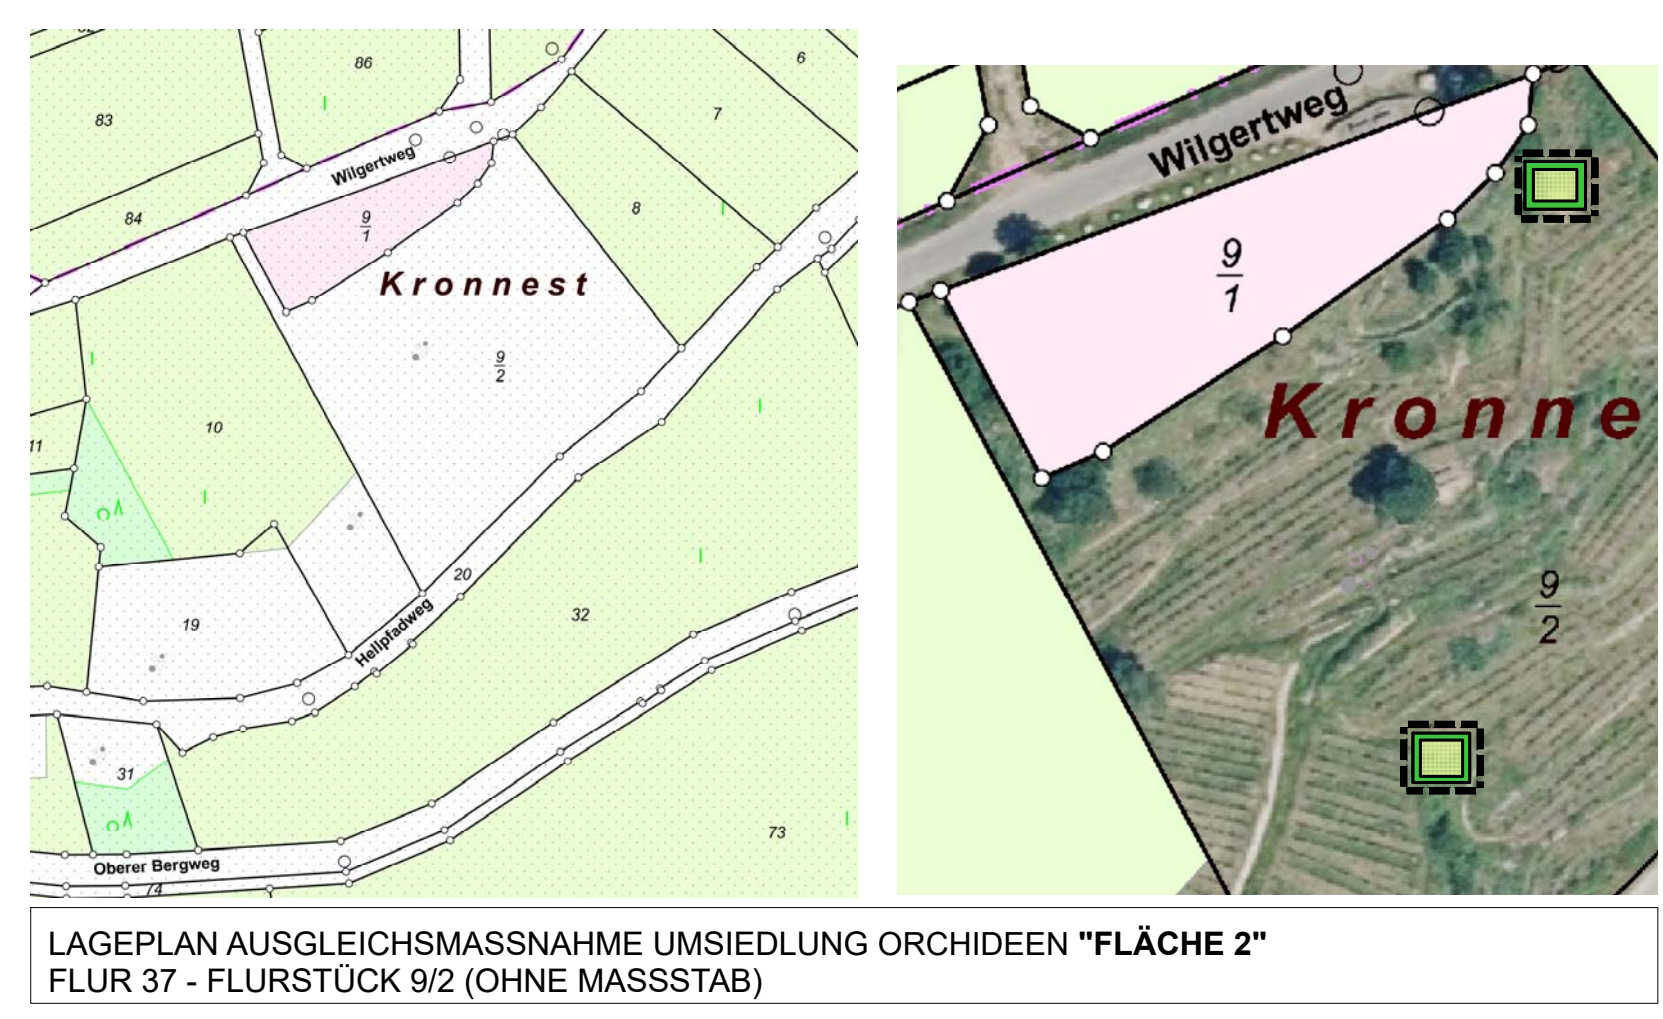 86
6
83
7
Wilgertweg
84
9
1
8
Kronnest
9
2
10
11
20
19
32
Hellpfadweg
31
73
Oberer Bergweg
74
Wilgertweg
9
1
Kronne
9
2
LAGEPLAN AUSGLEICHSMASSNAHME UMSIEDLUNG ORCHIDEEN "FLÄCHE 2"
FLUR 37 - FLURSTÜCK 9/2 (OHNE MASSSTAB)